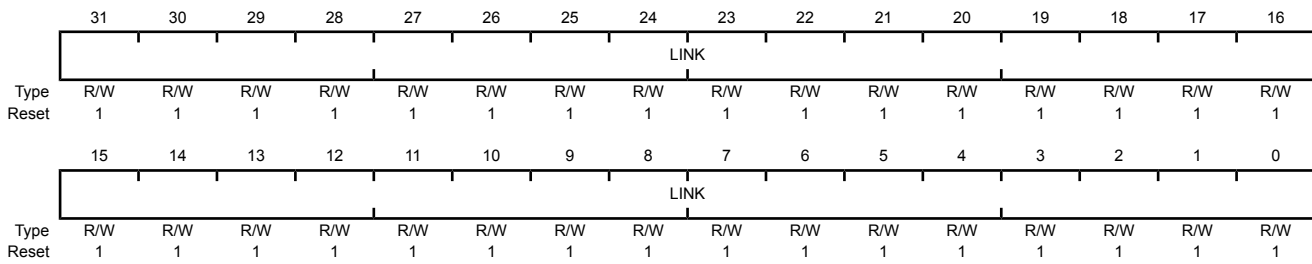 31 30 29 28 27 26 25 24 23 22 21 20 19 18 17 16
LINK
Type R/W R/W R/W R/W R/W R/W R/W R/W R/W R/W R/W R/W R/W R/W R/W R/W
Reset 1 1 1 1 1 1 1 1 1 1 1 1 1 1 1 1
15 14 13 12 11 10 9 8 7 6 5 4 3 2 1 0
LINK
Type R/W R/W R/W R/W R/W R/W R/W R/W R/W R/W R/W R/W R/W R/W R/W R/W
Reset 1 1 1 1 1 1 1 1 1 1 1 1 1 1 1 1